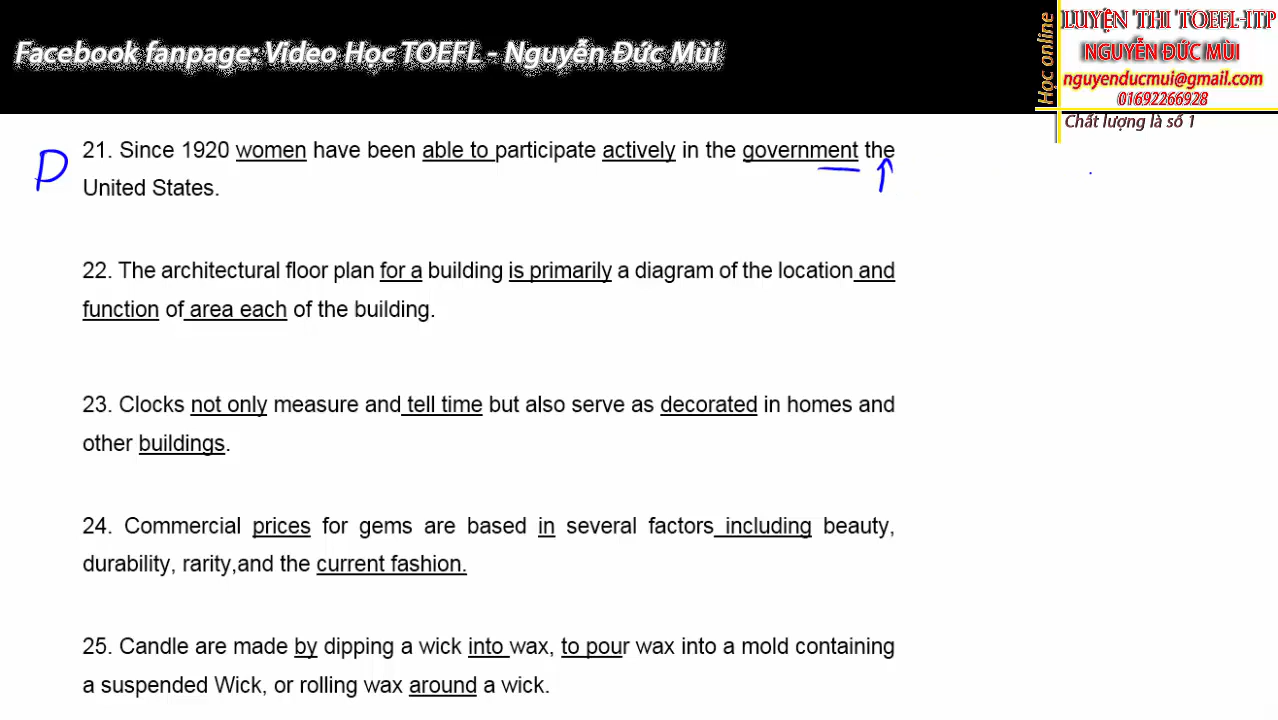 Facebook fanpage: Video Học TOEFL - Nguyễn Đức Mùi
Học online
LUYỆN THI TOEFL-ITP
NGUYỄN ĐỨC MÙI
nguyenducmui@gmail.com
01692266928
Chất lượng là số 1
D
21. Since 1920 women have been able to participate actively in the government the
United States.
22. The architectural floor plan for a building is primarily a diagram of the location and
function of area each of the building.
23. Clocks not only measure and tell time but also serve as decorated in homes and
other buildings.
24. Commercial prices for gems are based in several factors including beauty,
durability, rarity,and the current fashion.
25. Candle are made by dipping a wick into wax, to pour wax into a mold containing
a suspended Wick, or rolling wax around a wick.